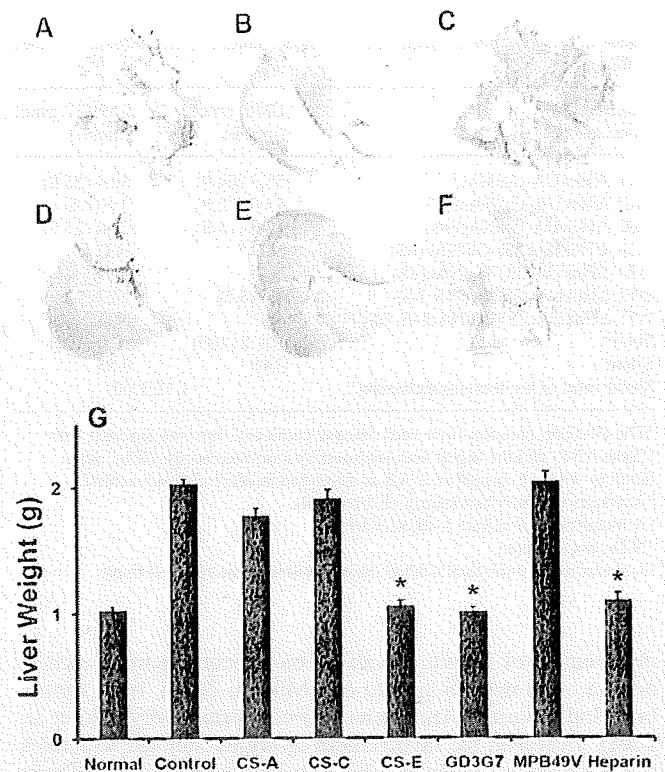 A B C
D E F
G
Liver Weight (g)
2
* * *
1
0
Normal Control CS-A CS-C CS-E GD3G7 MPB49V Heparin